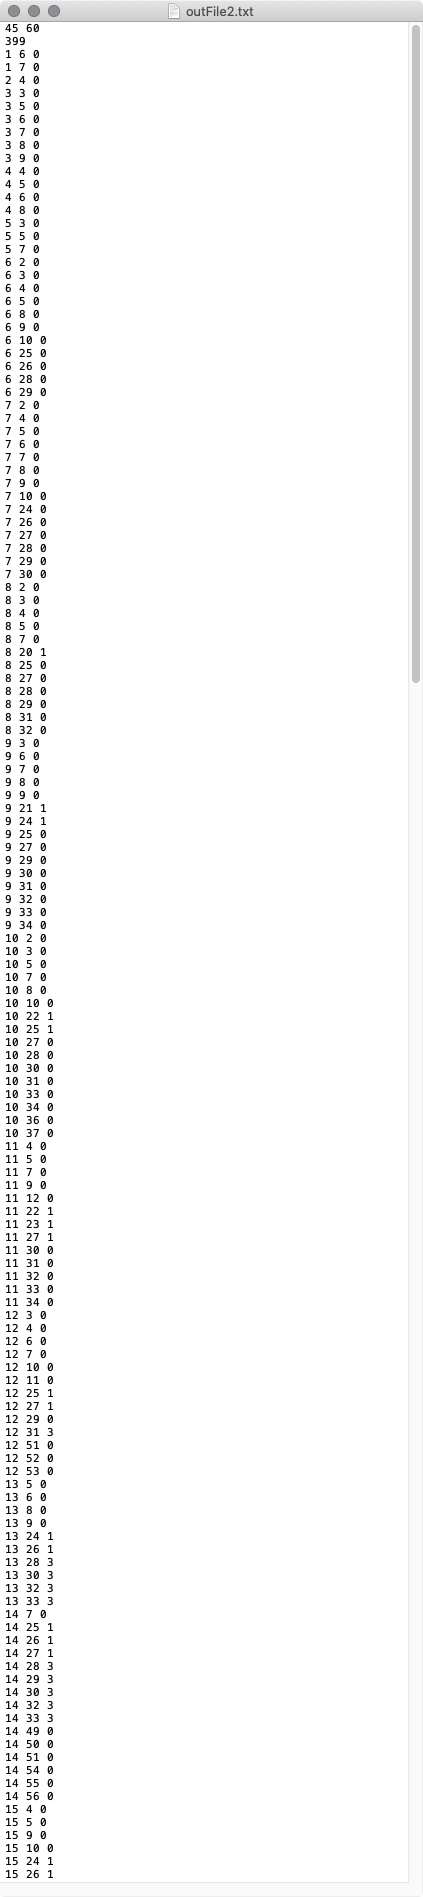 outFile2.txt
45 60
399
1 6 0
1 7 0
2 4 0
3 3 0
3 5 0
3 6 0
3 7 0
3 8 0
3 9 0
4 4 0
4 5 0
4 6 0
4 8 0
5 3 0
5 5 0
5 7 0
6 2 0
6 3 0
6 4 0
6 5 0
6 8 0
6 9 0
6 10 0
6 25 0
6 26 0
6 28 0
6 29 0
7 2 0
7 4 0
7 5 0
7 6 0
7 7 0
7 8 0
7 9 0
7 10 0
7 24 0
7 26 0
7 27 0
7 28 0
7 29 0
7 30 0
8 2 0
8 3 0
8 4 0
8 5 0
8 7 0
8 20 1
8 25 0
8 27 0
8 28 0
8 29 0
8 31 0
8 32 0
9 3 0
9 6 0
9 7 0
9 8 0
9 9 0
9 21 1
9 24 1
9 25 0
9 27 0
9 29 0
9 30 0
9 31 0
9 32 0
9 33 0
9 34 0
10 2 0
10 3 0
10 5 0
10 7 0
10 8 0
10 10 0
10 22 1
10 25 1
10 27 0
10 28 0
10 30 0
10 31 0
10 33 0
10 34 0
10 36 0
10 37 0
11 4 0
11 5 0
11 7 0
11 9 0
11 12 0
11 22 1
11 23 1
11 27 1
11 30 0
11 31 0
11 32 0
11 33 0
11 34 0
12 3 0
12 4 0
12 6 0
12 7 0
12 10 0
12 11 0
12 25 1
12 27 1
12 29 0
12 31 3
12 51 0
12 52 0
12 53 0
13 5 0
13 6 0
13 8 0
13 9 0
13 24 1
13 26 1
13 28 3
13 30 3
13 32 3
13 33 3
14 7 0
14 25 1
14 26 1
14 27 1
14 28 3
14 29 3
14 30 3
14 32 3
14 33 3
14 49 0
14 50 0
14 51 0
14 54 0
14 55 0
14 56 0
15 4 0
15 5 0
15 9 0
15 10 0
15 24 1
15 26 1